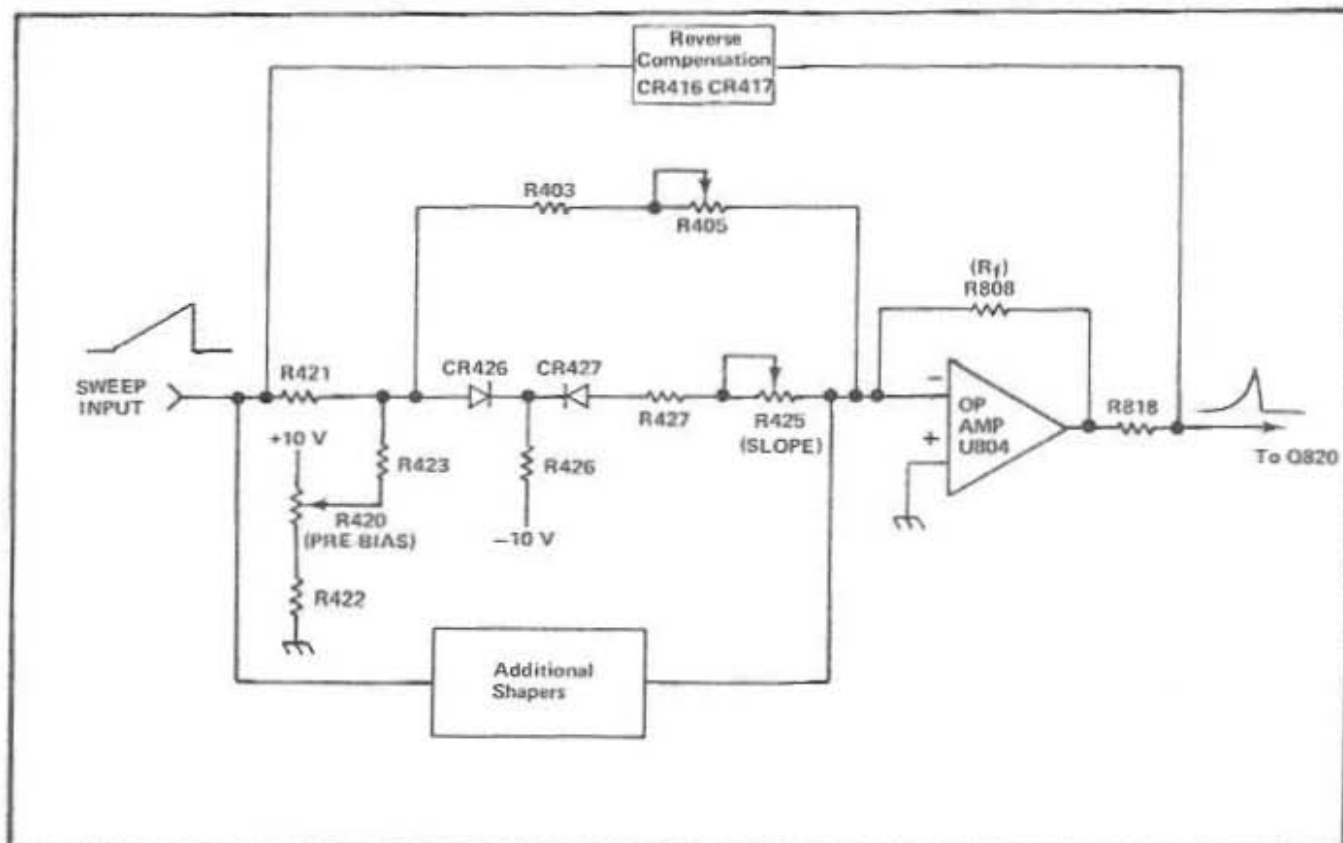 Reverse
Compensation
CR416 CR417
R403
R405
(Rf)
R808
SWEEP
INPUT
R421
CR426
CR427
R427
R425
(SLOPE)
−
+
OP
AMP
U804
R818
To Q820
+10 V
R423
R426
R420
(PRE-BIAS)
−10 V
R422
Additional
Shapers